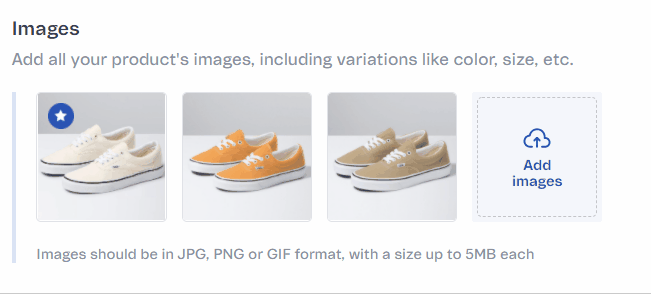 Images
Add all your product's images, including variations like color, size, etc.
Add
images
Images should be in JPG, PNG or GIF format, with a size up to 5MB each